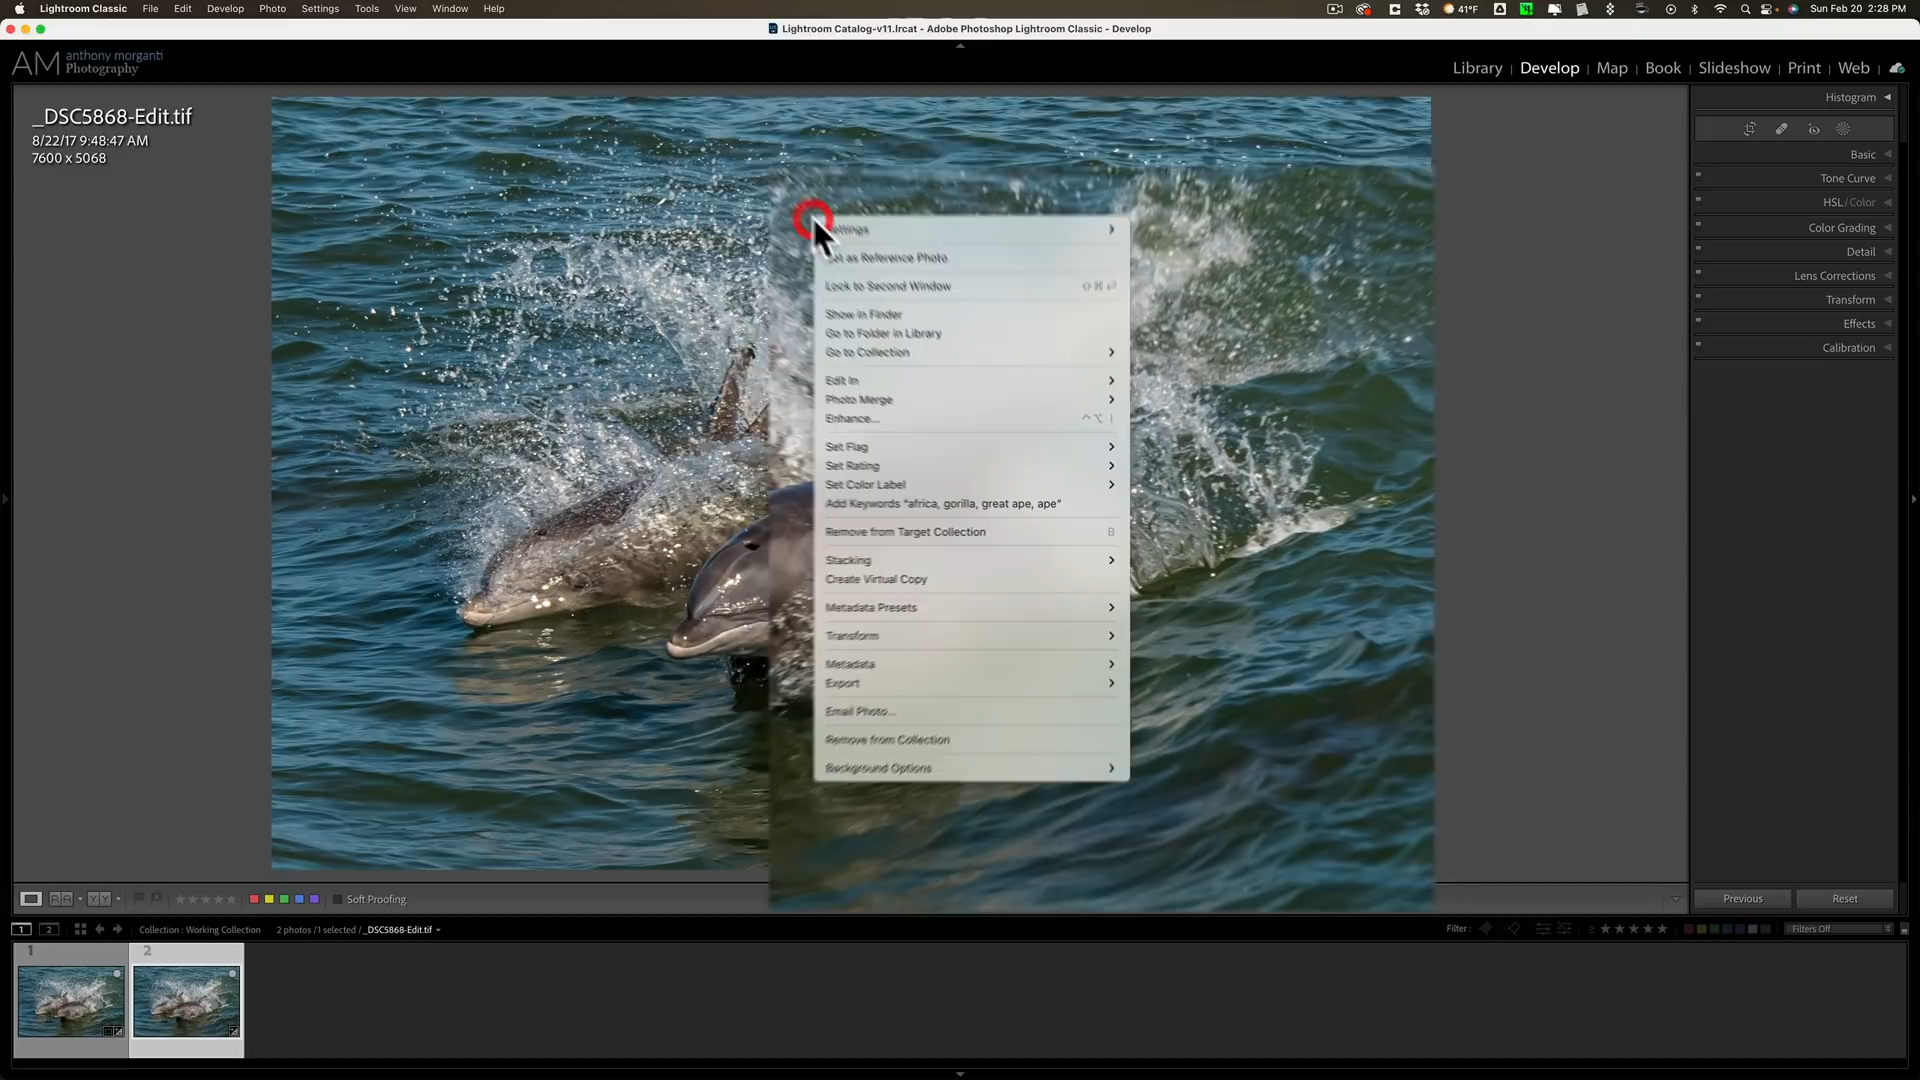 Lightroom Classic File Edit Develop Photo Settings Tools View Window Help
41°F Sun Feb 20 2:28 PM
Lightroom Catalog-v11.lrcat - Adobe Photoshop Lightroom Classic - Develop
AM anthony morganti
Photography
Library | Develop | Map | Book | Slideshow | Print | Web
_DSC5868-Edit.tif
8/22/17 9:48:47 AM
7600 x 5068
Histogram
Basic
Tone Curve
HSL / Color
Color Grading
Detail
Lens Corrections
Transform
Effects
Calibration
as Reference Photo
Lock to Second Window
Show in Finder
Go to Folder in Library
Go to Collection
Edit In
Photo Merge
Enhance...
Set Flag
Set Rating
Set Color Label
Add Keywords "africa, gorilla, great ape, ape"
Remove from Target Collection B
Stacking
Create Virtual Copy
Metadata Presets
Transform
Metadata
Export
Email Photo...
Remove from Collection
Background Options
RA YY Soft Proofing
Previous Reset
1 2 Collection : Working Collection 2 photos /1 selected / _DSC5868-Edit.tif
Filter : Filters Off
1 2